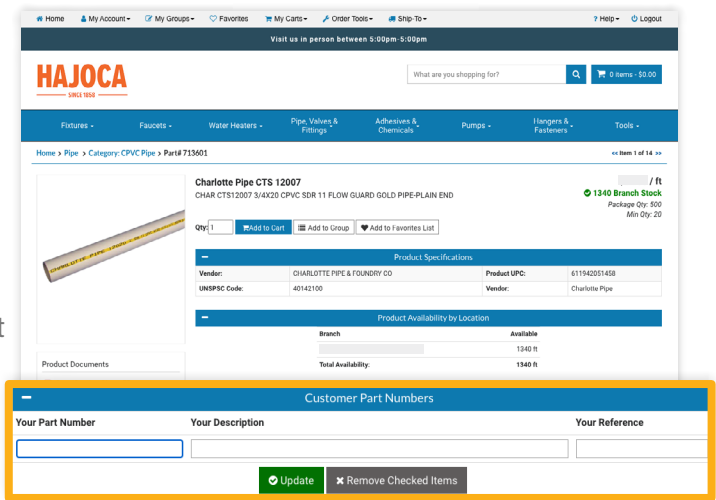 Home My Account My Groups Favorites My Carts Order Tools Ship-To ? Help Logout
Visit us in person between 5:00pm-5:00pm
HAJOCA
SINCE 1858
What are you shopping for?
0 items - $0.00
Fixtures Faucets Water Heaters Pipe, Valves & Fittings Adhesives & Chemicals Pumps Hangers & Fasteners Tools
Home > Pipe > Category: CPVC Pipe > Part# 713601 << Item 1 of 14 >>
Charlotte Pipe CTS 12007
/ ft
CHAR CTS12007 3/4X20 CPVC SDR 11 FLOW GUARD GOLD PIPE-PLAIN END
1340 Branch Stock
Package Qty: 500
Min Qty: 20
Qty: 1 Add to Cart Add to Group Add to Favorites List
CHARLOTTE PIPE 12007
Product Specifications
Vendor: CHARLOTTE PIPE & FOUNDRY CO Product UPC: 611942051458
UNSPSC Code: 40142100 Vendor: Charlotte Pipe
Product Availability by Location
Branch Available
1340 ft
Total Availability: 1340 ft
Product Documents
t
Customer Part Numbers
Your Part Number Your Description Your Reference
Update Remove Checked Items